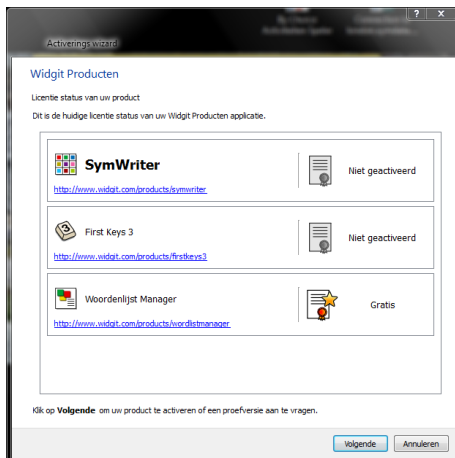 ? x
Activerings wizard
Widgit Producten
Licentie status van uw product
Dit is de huidige licentie status van uw Widgit Producten applicatie.
SymWriter
Niet geactiveerd
http://www.widgit.com/products/symwriter
3
First Keys 3
Niet geactiveerd
http://www.widgit.com/products/firstkeys3
Woordenlijst Manager
Gratis
http://www.widgit.com/products/wordlistmanager
Klik op Volgende om uw product te activeren of een proefversie aan te vragen.
Volgende Annuleren